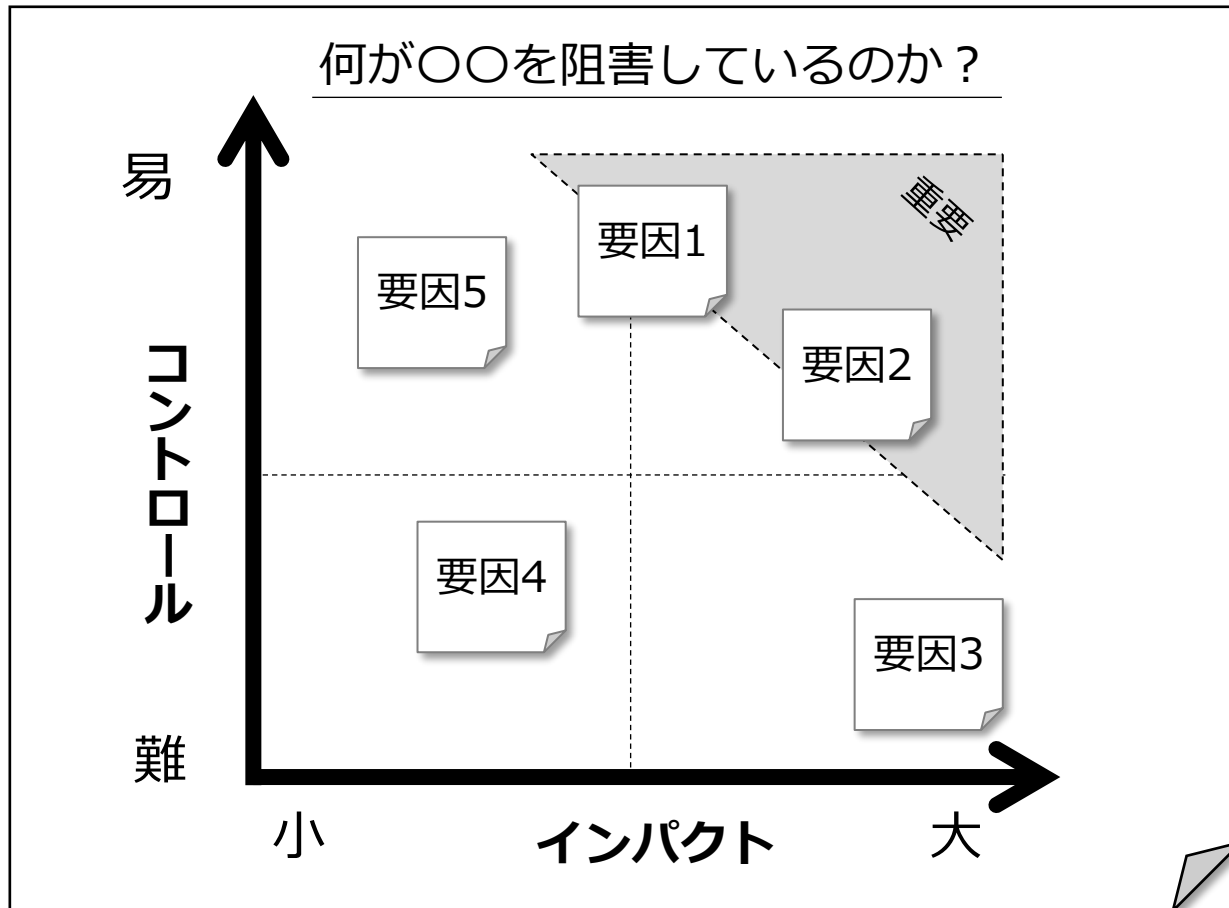 何が〇〇を阻害しているのか？
易
重要
要因1
要因5
要因2
コントロール
要因4
要因3
難
小
インパクト
大